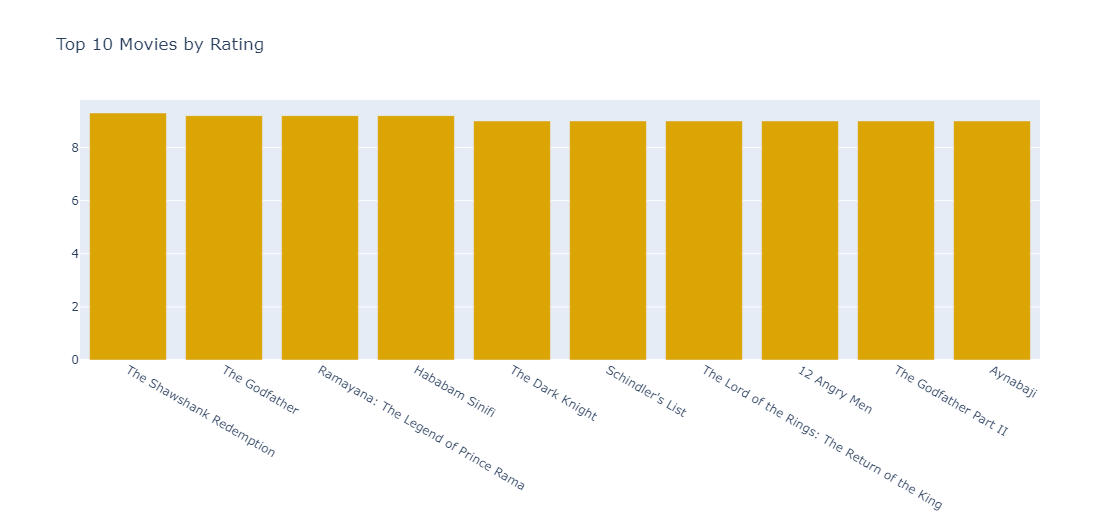 Top 10 Movies by Rating
8
6
4
2
0
The Shawshank Redemption
The Godfather
Ramayana: The Legend of Prince Rama
Hababam Sinifi
The Dark Knight
Schindler's List
The Lord of the Rings: The Return of the King
12 Angry Men
The Godfather Part II
Aynabaji